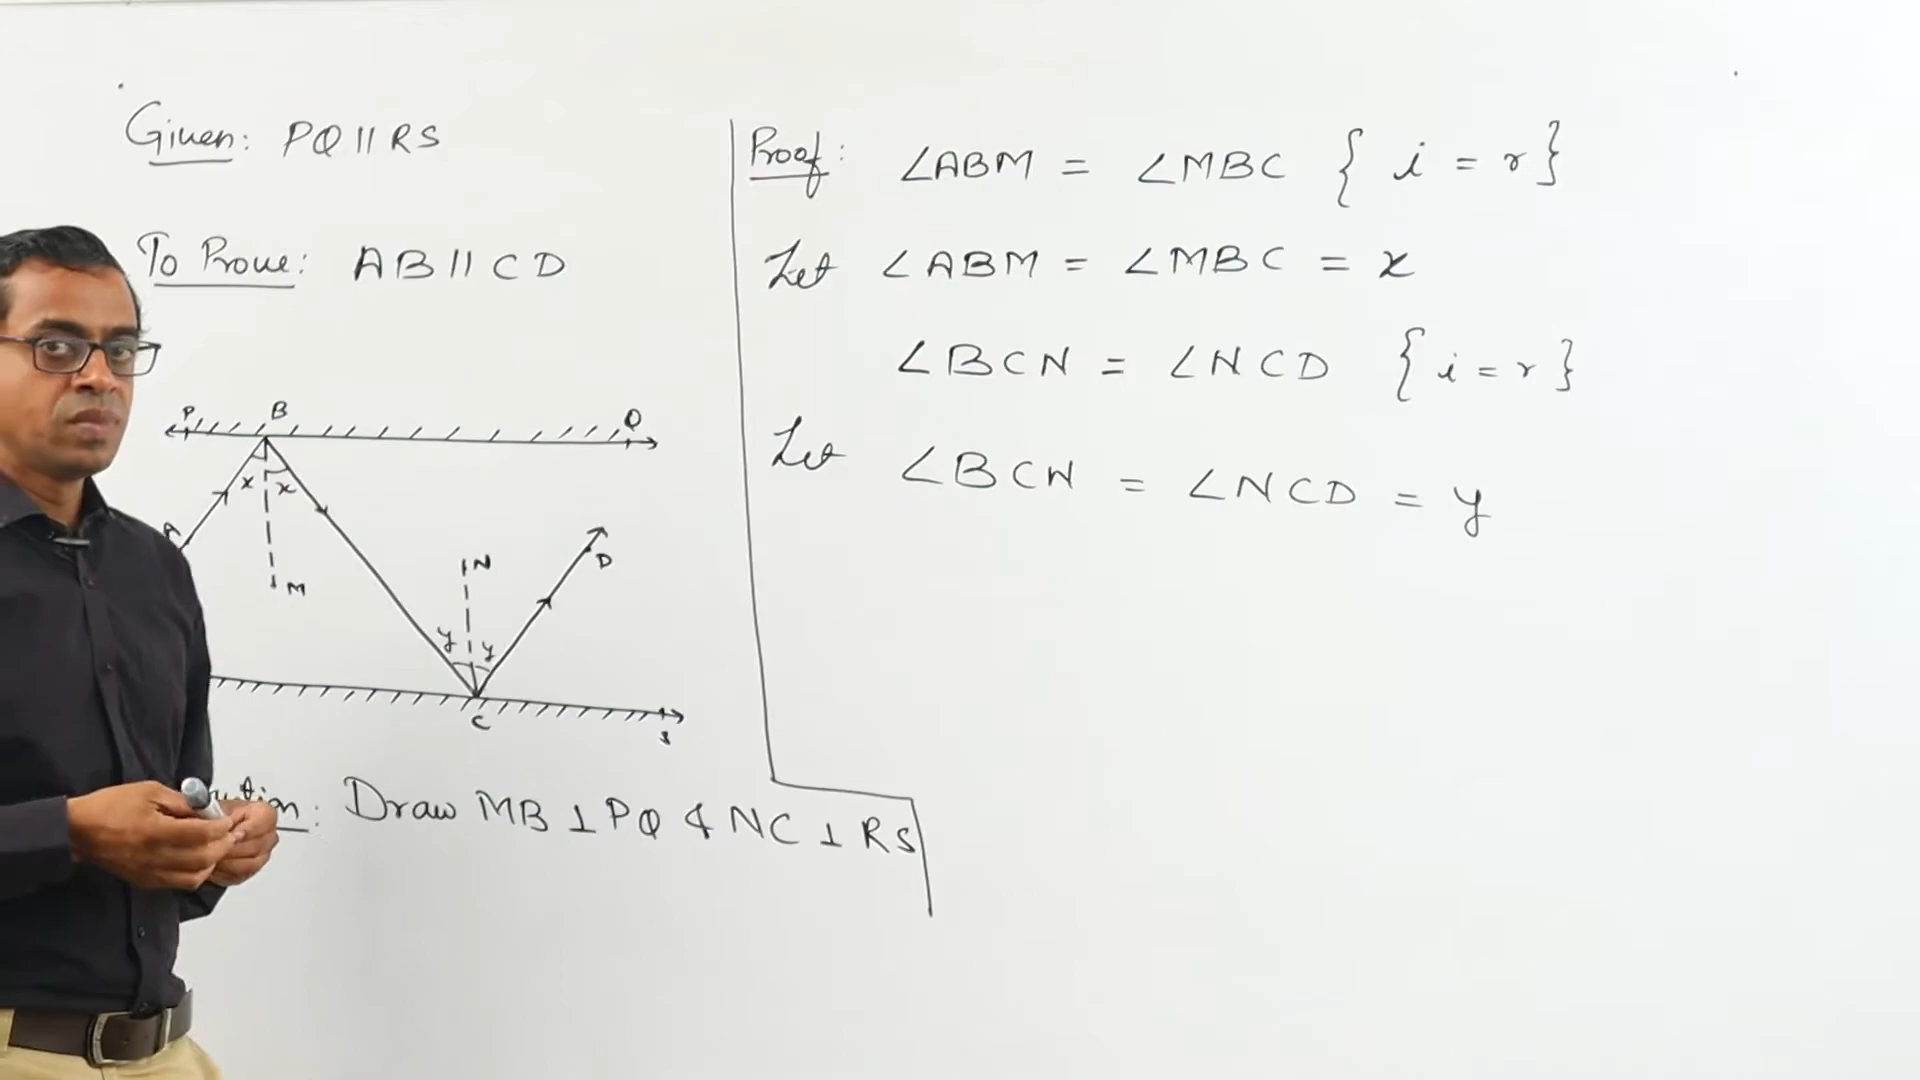 Given: PQ || RS
To Prove: AB || CD
P B Q
A x x
M
N
D
y y
C
S
: Draw MB ⊥ PQ & NC ⊥ RS
Proof: ∠ABM = ∠MBC { i = r }
Let ∠ABM = ∠MBC = x
∠BCN = ∠NCD { i = r }
Let ∠BCN = ∠NCD = y